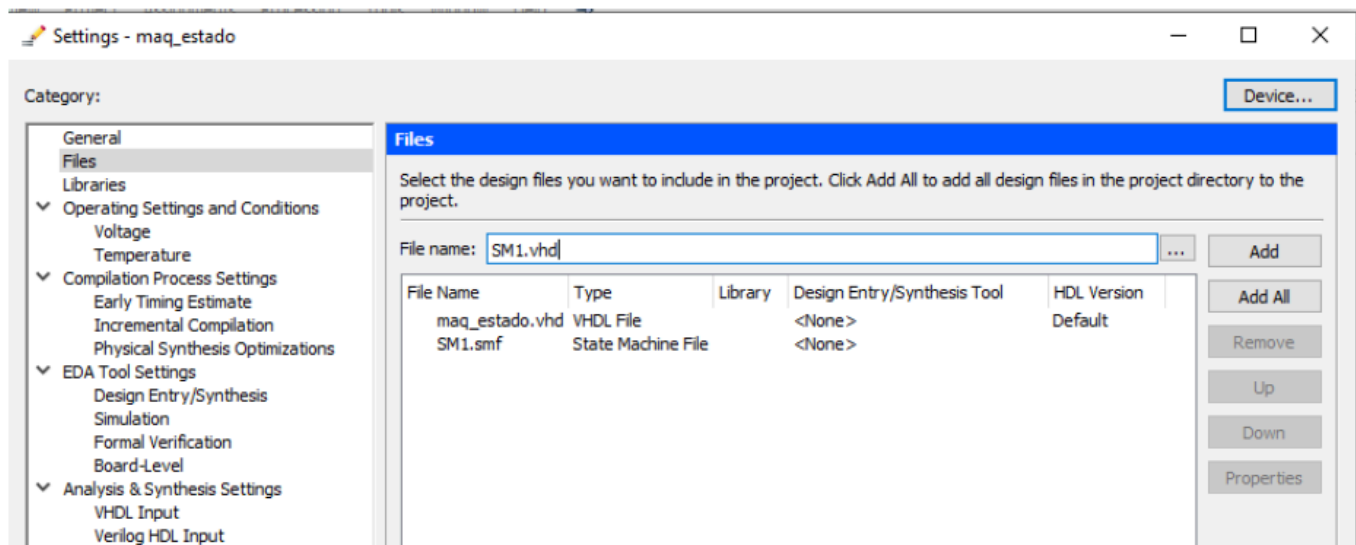 Settings - maq_estado
Category:
Device...
General
Files
Libraries
Operating Settings and Conditions
Voltage
Temperature
Compilation Process Settings
Early Timing Estimate
Incremental Compilation
Physical Synthesis Optimizations
EDA Tool Settings
Design Entry/Synthesis
Simulation
Formal Verification
Board-Level
Analysis & Synthesis Settings
VHDL Input
Verilog HDL Input
Files
Select the design files you want to include in the project. Click Add All to add all design files in the project directory to the
project.
File name: SM1.vhd ... Add
File Name Type Library Design Entry/Synthesis Tool HDL Version
maq_estado.vhd VHDL File <None> Default
SM1.smf State Machine File <None>
Add All
Remove
Up
Down
Properties